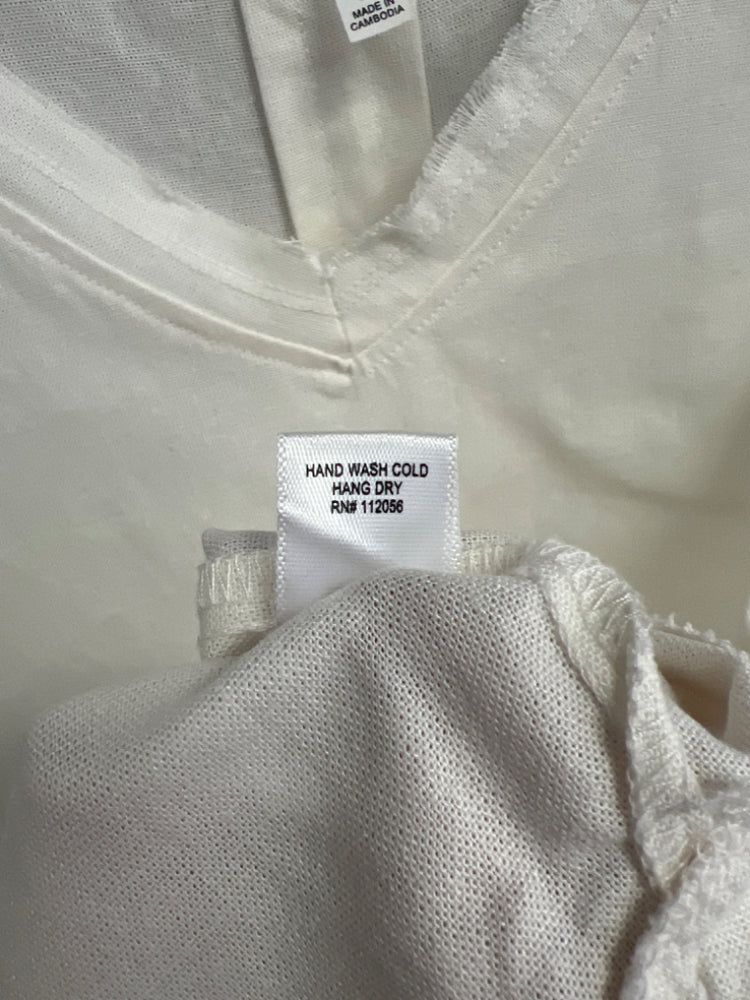 MADE IN
CAMBODIA
HAND WASH COLD
HANG DRY
RN# 112056